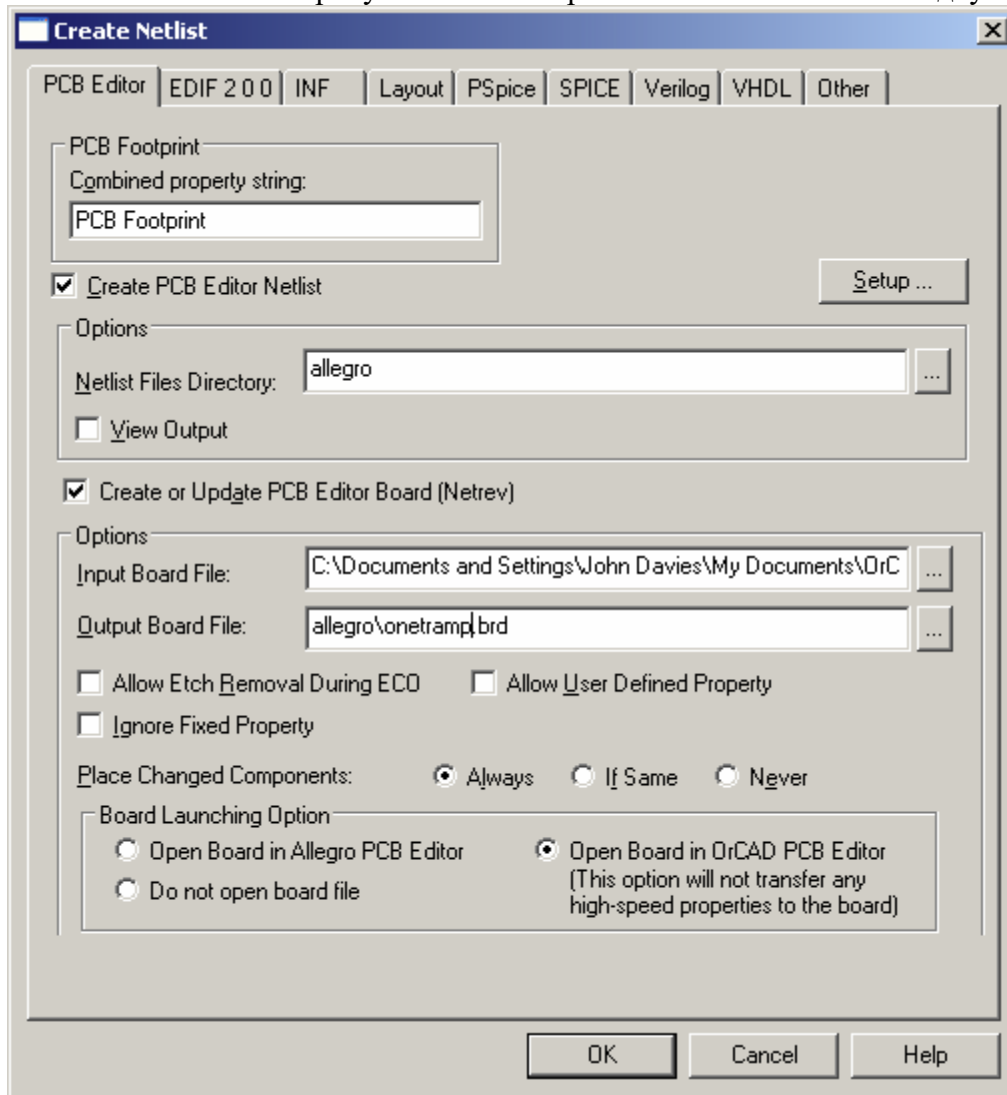 Create Netlist
PCB Editor EDIF 2 0 0 INF Layout PSpice SPICE Verilog VHDL Other
PCB Footprint
Combined property string:
PCB Footprint
Create PCB Editor Netlist
Setup ...
Options
Netlist Files Directory: allegro ...
View Output
Create or Update PCB Editor Board (Netrev)
Options
Input Board File: C:\Documents and Settings\John Davies\My Documents\OrC ...
Output Board File: allegro\onetramp.brd ...
Allow Etch Removal During ECO Allow User Defined Property
Ignore Fixed Property
Place Changed Components: Always If Same Never
Board Launching Option
Open Board in Allegro PCB Editor Open Board in OrCAD PCB Editor
Do not open board file (This option will not transfer any
high-speed properties to the board)
OK Cancel Help